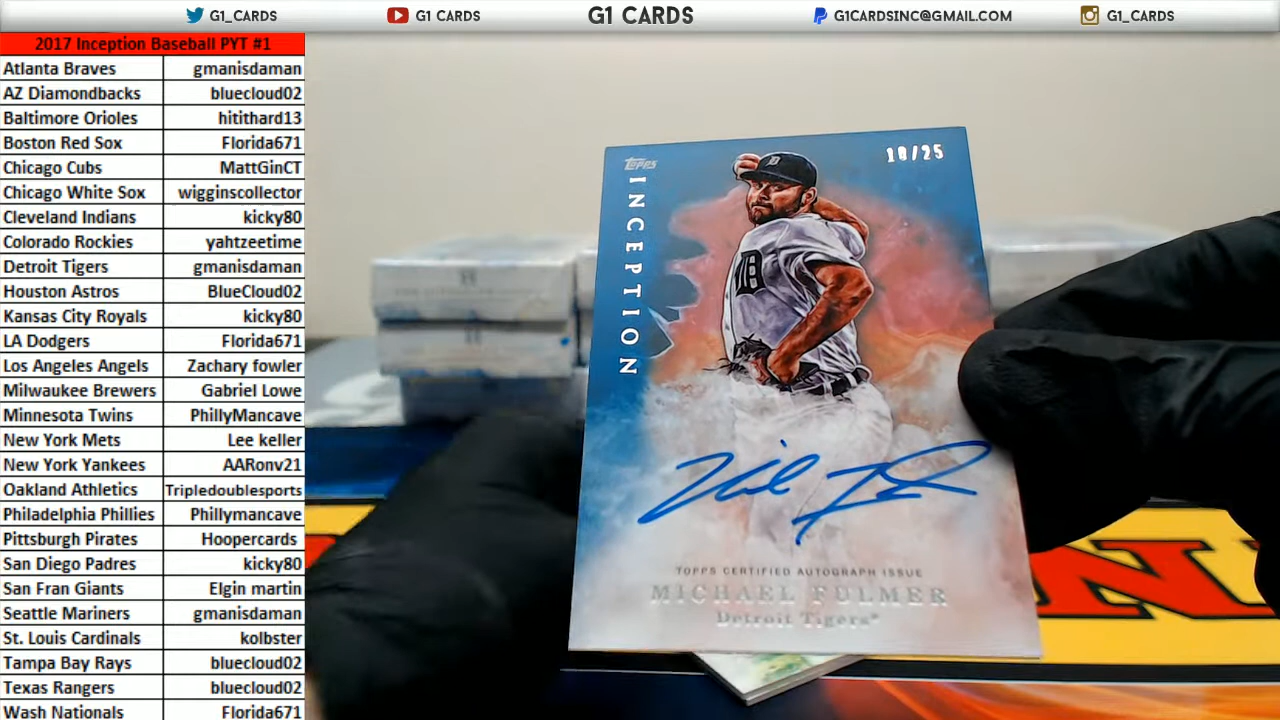 G1_CARDS
G1 CARDS
G1 CARDS
G1CARDSINC@GMAIL.COM
G1_CARDS
2017 Inception Baseball PYT #1
Atlanta Braves gmanisdaman
AZ Diamondbacks bluecloud02
Baltimore Orioles hitithard13
Boston Red Sox Florida671
Chicago Cubs MattGinCT
Chicago White Sox wigginscollector
Cleveland Indians kicky80
Colorado Rockies yahtzeetime
Detroit Tigers gmanisdaman
Houston Astros BlueCloud02
Kansas City Royals kicky80
LA Dodgers Florida671
Los Angeles Angels Zachary fowler
Milwaukee Brewers Gabriel Lowe
Minnesota Twins PhillyMancave
New York Mets Lee keller
New York Yankees AARonv21
Oakland Athletics Tripledoublesports
Philadelphia Phillies Phillymancave
Pittsburgh Pirates Hoopercards
San Diego Padres kicky80
San Fran Giants Elgin martin
Seattle Mariners gmanisdaman
St. Louis Cardinals kolbster
Tampa Bay Rays bluecloud02
Texas Rangers bluecloud02
Wash Nationals Florida671
Topps
INCEPTION
D
D
TOPPS CERTIFIED AUTOGRAPH ISSUE
MICHAEL FULMER
Detroit Tigers